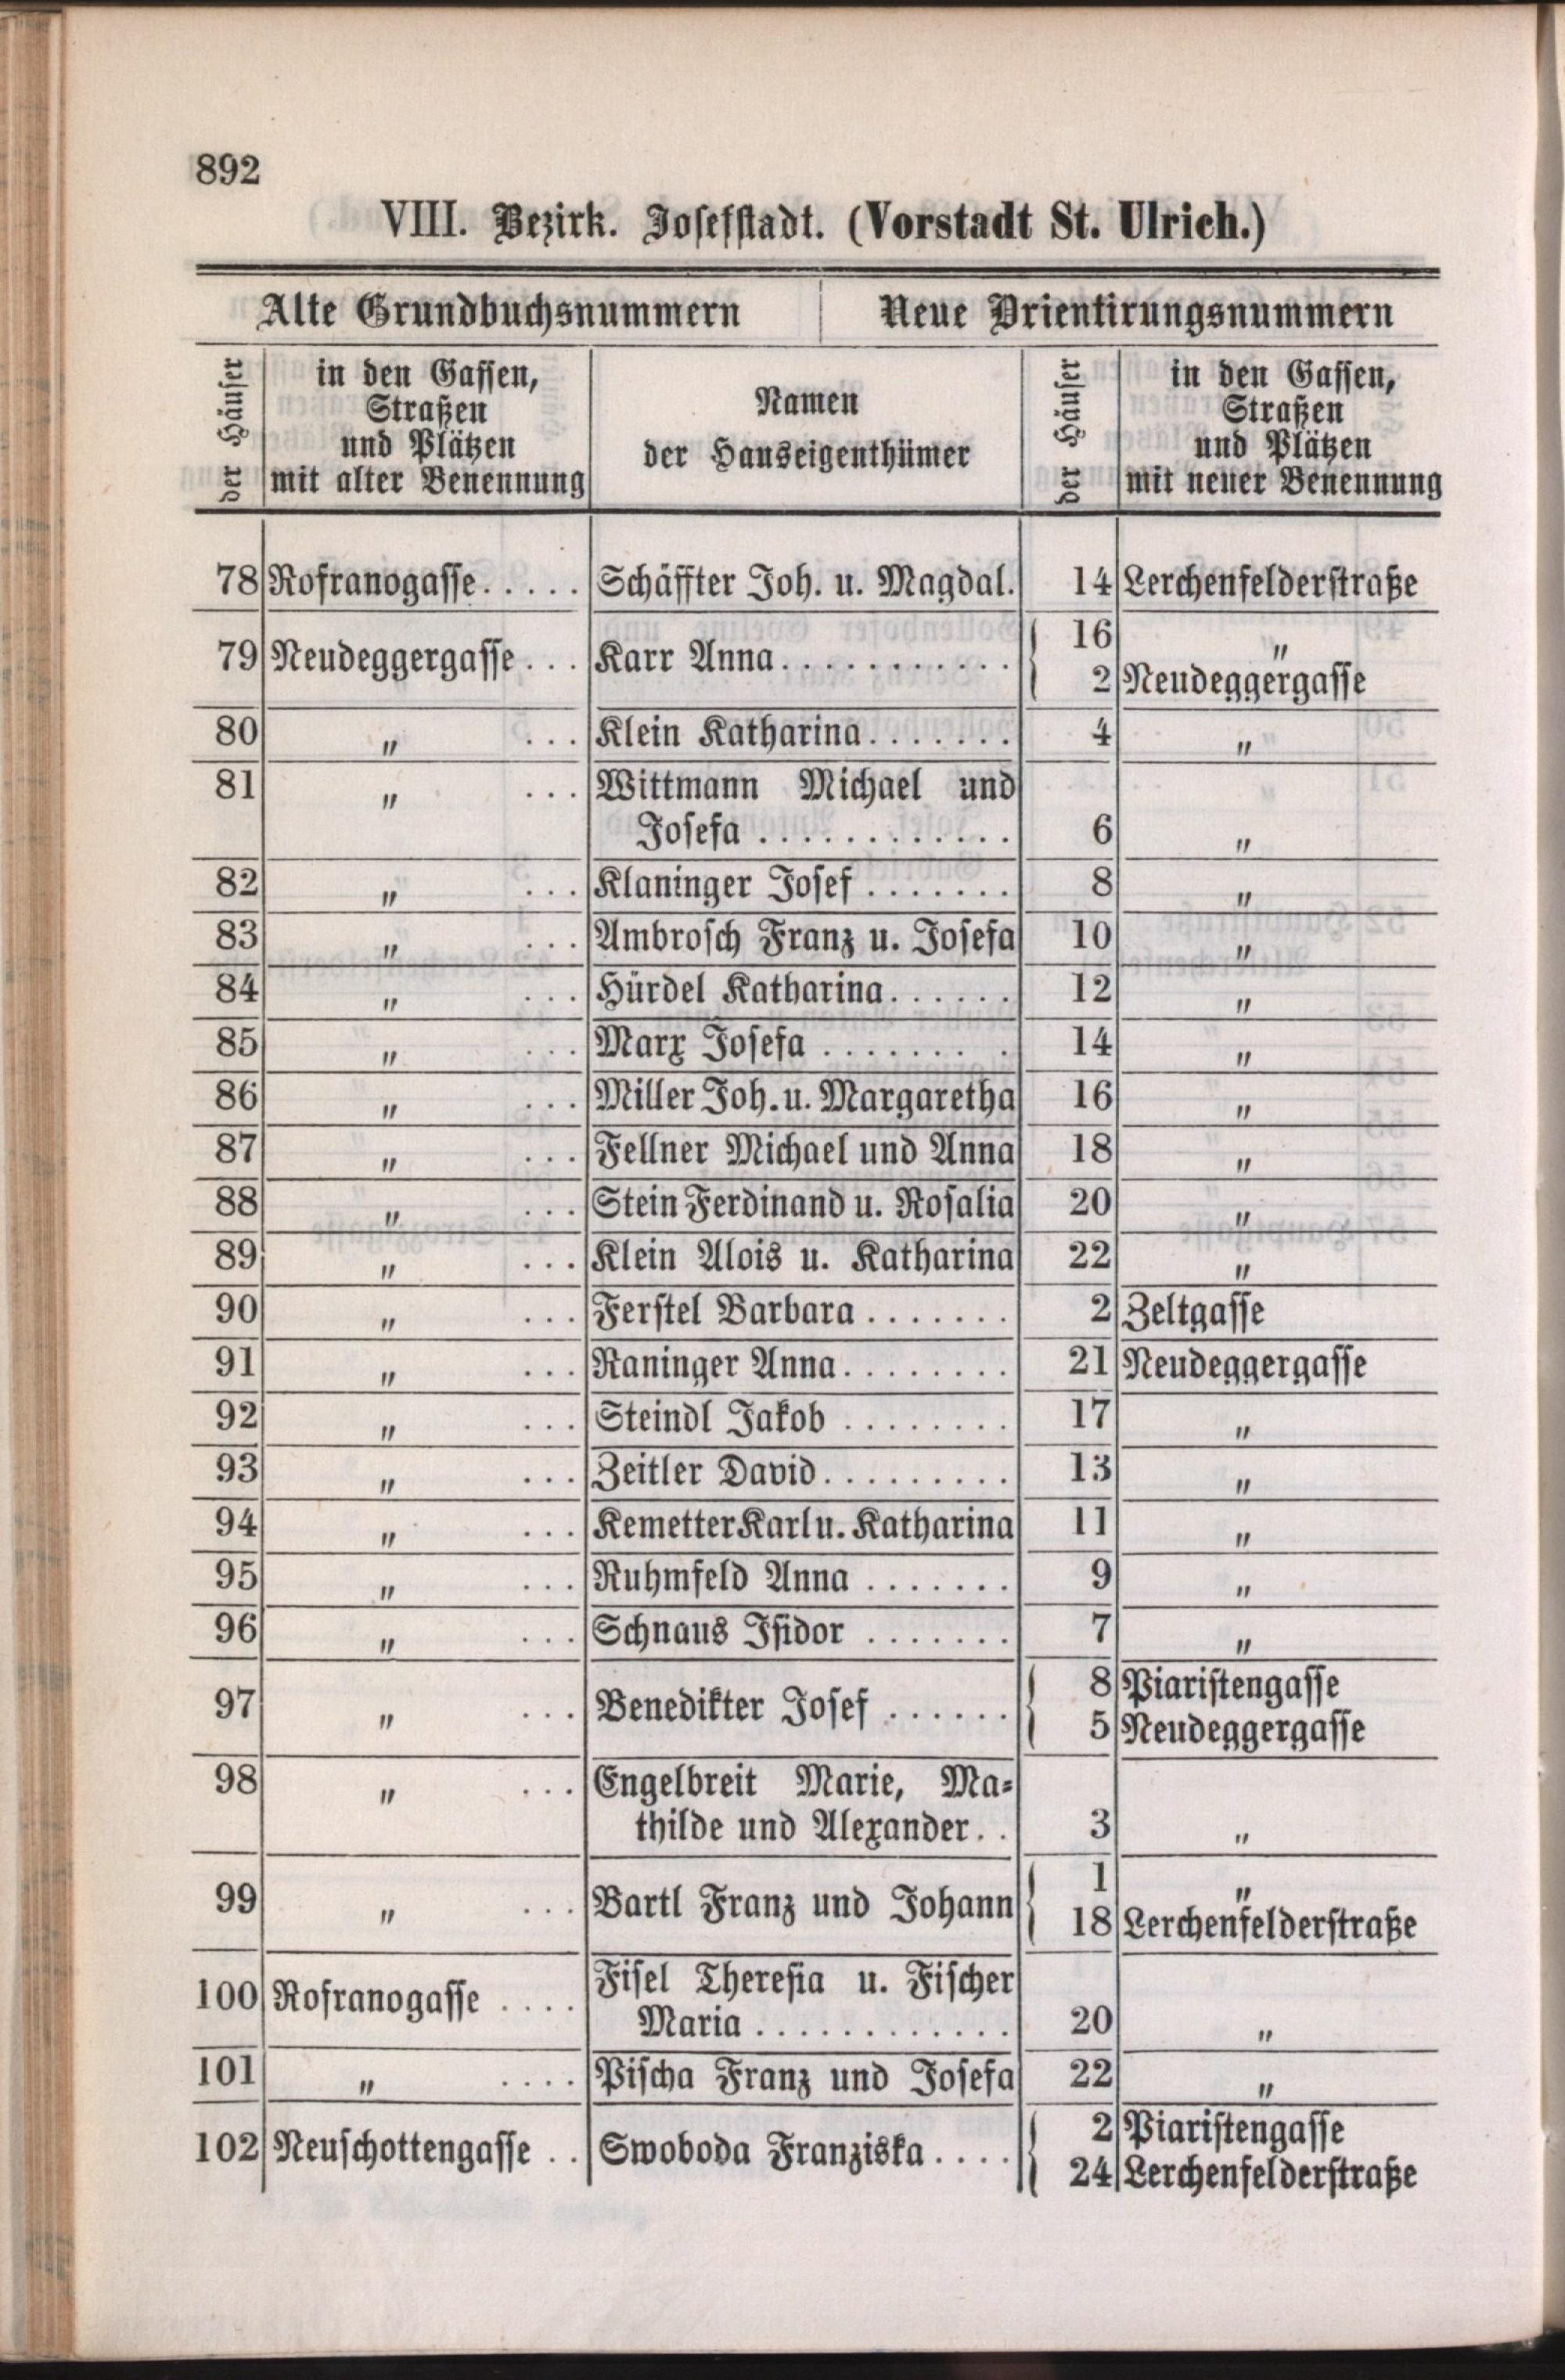 892
VIII. Bezirk. Josefstadt. (Vorstadt St. Ulrich.)
Alte Grundbuchsnummern Neue Orientirungsnummern
der Häuser
in den Gassen,
Straßen
und Plätzen
mit alter Benennung
Namen
der Hauseigenthümer
der Häuser
in den Gassen,
Straßen
und Plätzen
mit neuer Benennung
78 Rofranogasse..... Schäffter Joh. u. Magdal. 14 Lerchenfelderstraße
79 Neudeggergasse... Karr Anna........... { 16 "
2 Neudeggergasse
80 " ... Klein Katharina....... 4 "
81 " ... Wittmann Michael und
Josefa ............ 6 "
82 " ... Klaninger Josef ....... 8 "
83 " ... Ambrosch Franz u. Josefa 10 "
84 " ... Hürdel Katharina...... 12 "
85 " ... Marx Josefa ........ 14 "
86 " ... Miller Joh. u. Margaretha 16 "
87 " ... Fellner Michael und Anna 18 "
88 " ... Stein Ferdinand u. Rosalia 20 "
89 " ... Klein Alois u. Katharina 22 "
90 " ... Ferstel Barbara ....... 2 Zeltgasse
91 " ... Raninger Anna........ 21 Neudeggergasse
92 " ... Steindl Jakob ........ 17 "
93 " ... Zeitler David......... 13 "
94 " ... Kemetter Karl u. Katharina 11 "
95 " ... Ruhmfeld Anna ....... 9 "
96 " ... Schnaus Isidor ....... 7 "
97 " ... Benedikter Josef ...... { 8 Piaristengasse
5 Neudeggergasse
98 " ... Engelbreit Marie, Ma-
thilde und Alexander.. 3 "
99 " ... Bartl Franz und Johann { 1 "
18 Lerchenfelderstraße
100 Rofranogasse .... Fisel Theresia u. Fischer
Maria ............ 20 "
101 " .... Pischa Franz und Josefa 22 "
102 Neuschottengasse .. Swoboda Franziska.... { 2 Piaristengasse
24 Lerchenfelderstraße